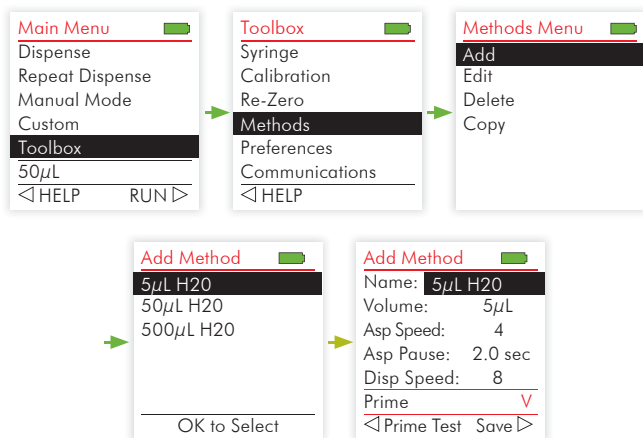 Main Menu
Dispense
Repeat Dispense
Manual Mode
Custom
Toolbox
50µL
◁ HELP RUN ▷
Toolbox
Syringe
Calibration
Re-Zero
Methods
Preferences
Communications
◁ HELP
Methods Menu
Add
Edit
Delete
Copy
Add Method
5µL H20
50µL H20
500µL H20
OK to Select
Add Method
Name: 5µL H20
Volume: 5µL
Asp Speed: 4
Asp Pause: 2.0 sec
Disp Speed: 8
Prime V
◁ Prime Test Save ▷